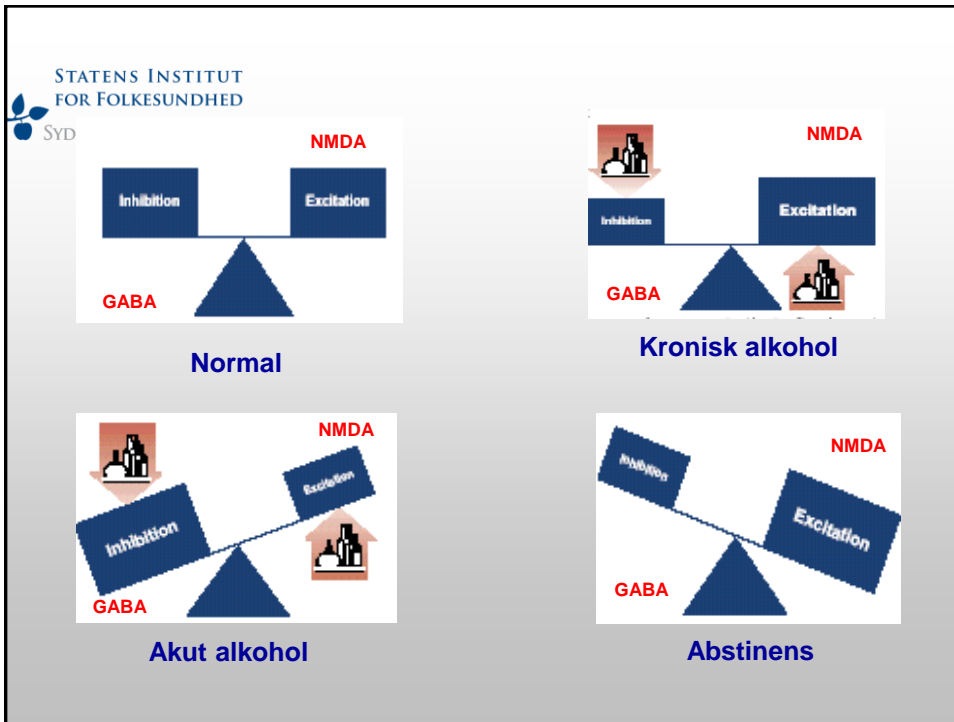 STATENS INSTITUT
FOR FOLKESUNDHED
SYD
NMDA
Inhibition
Excitation
GABA
Normal
NMDA
Inhibition
Excitation
GABA
Kronisk alkohol
NMDA
Inhibition
Excitation
GABA
Akut alkohol
NMDA
Inhibition
Excitation
GABA
Abstinens